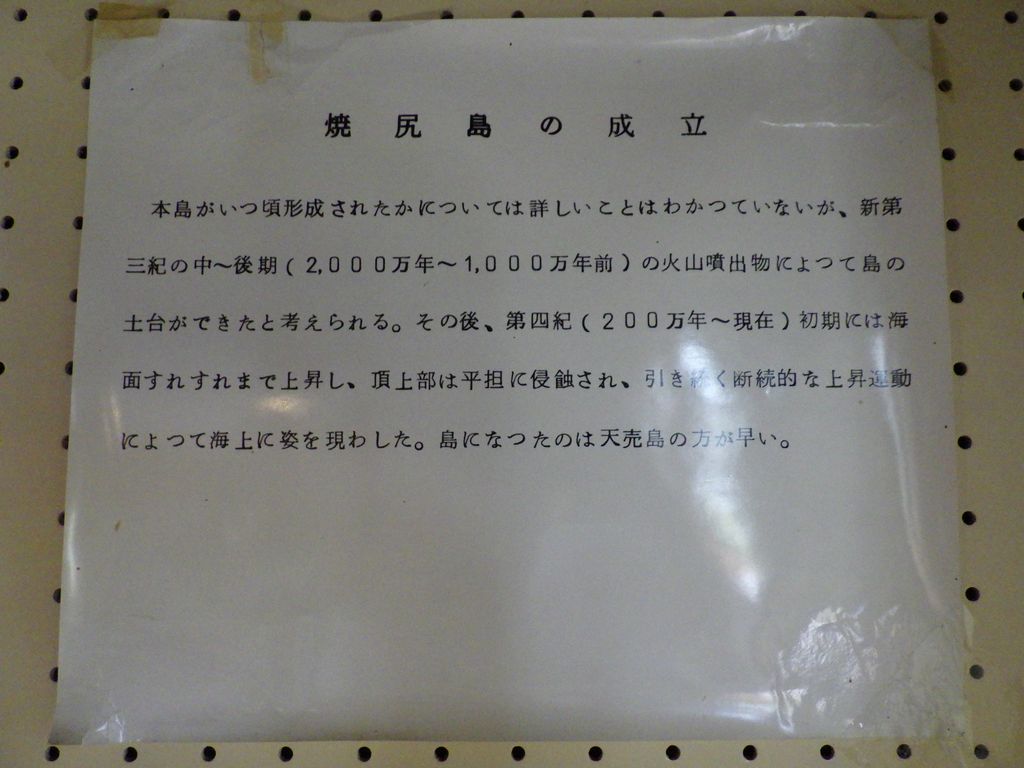 焼尻島の成立
本島がいつ頃形成されたかについては詳しいことはわかつていないが、新第
三紀の中～後期(2,000万年～1,000万年前)の火山噴出物によつて島の
土台ができたと考えられる。その後、第四紀(200万年～現在)初期には海
面すれすれまで上昇し、頂上部は平担に侵蝕され、引き続く断続的な上昇運動
によつて海上に姿を現わした。島になつたのは天売島の方が早い。